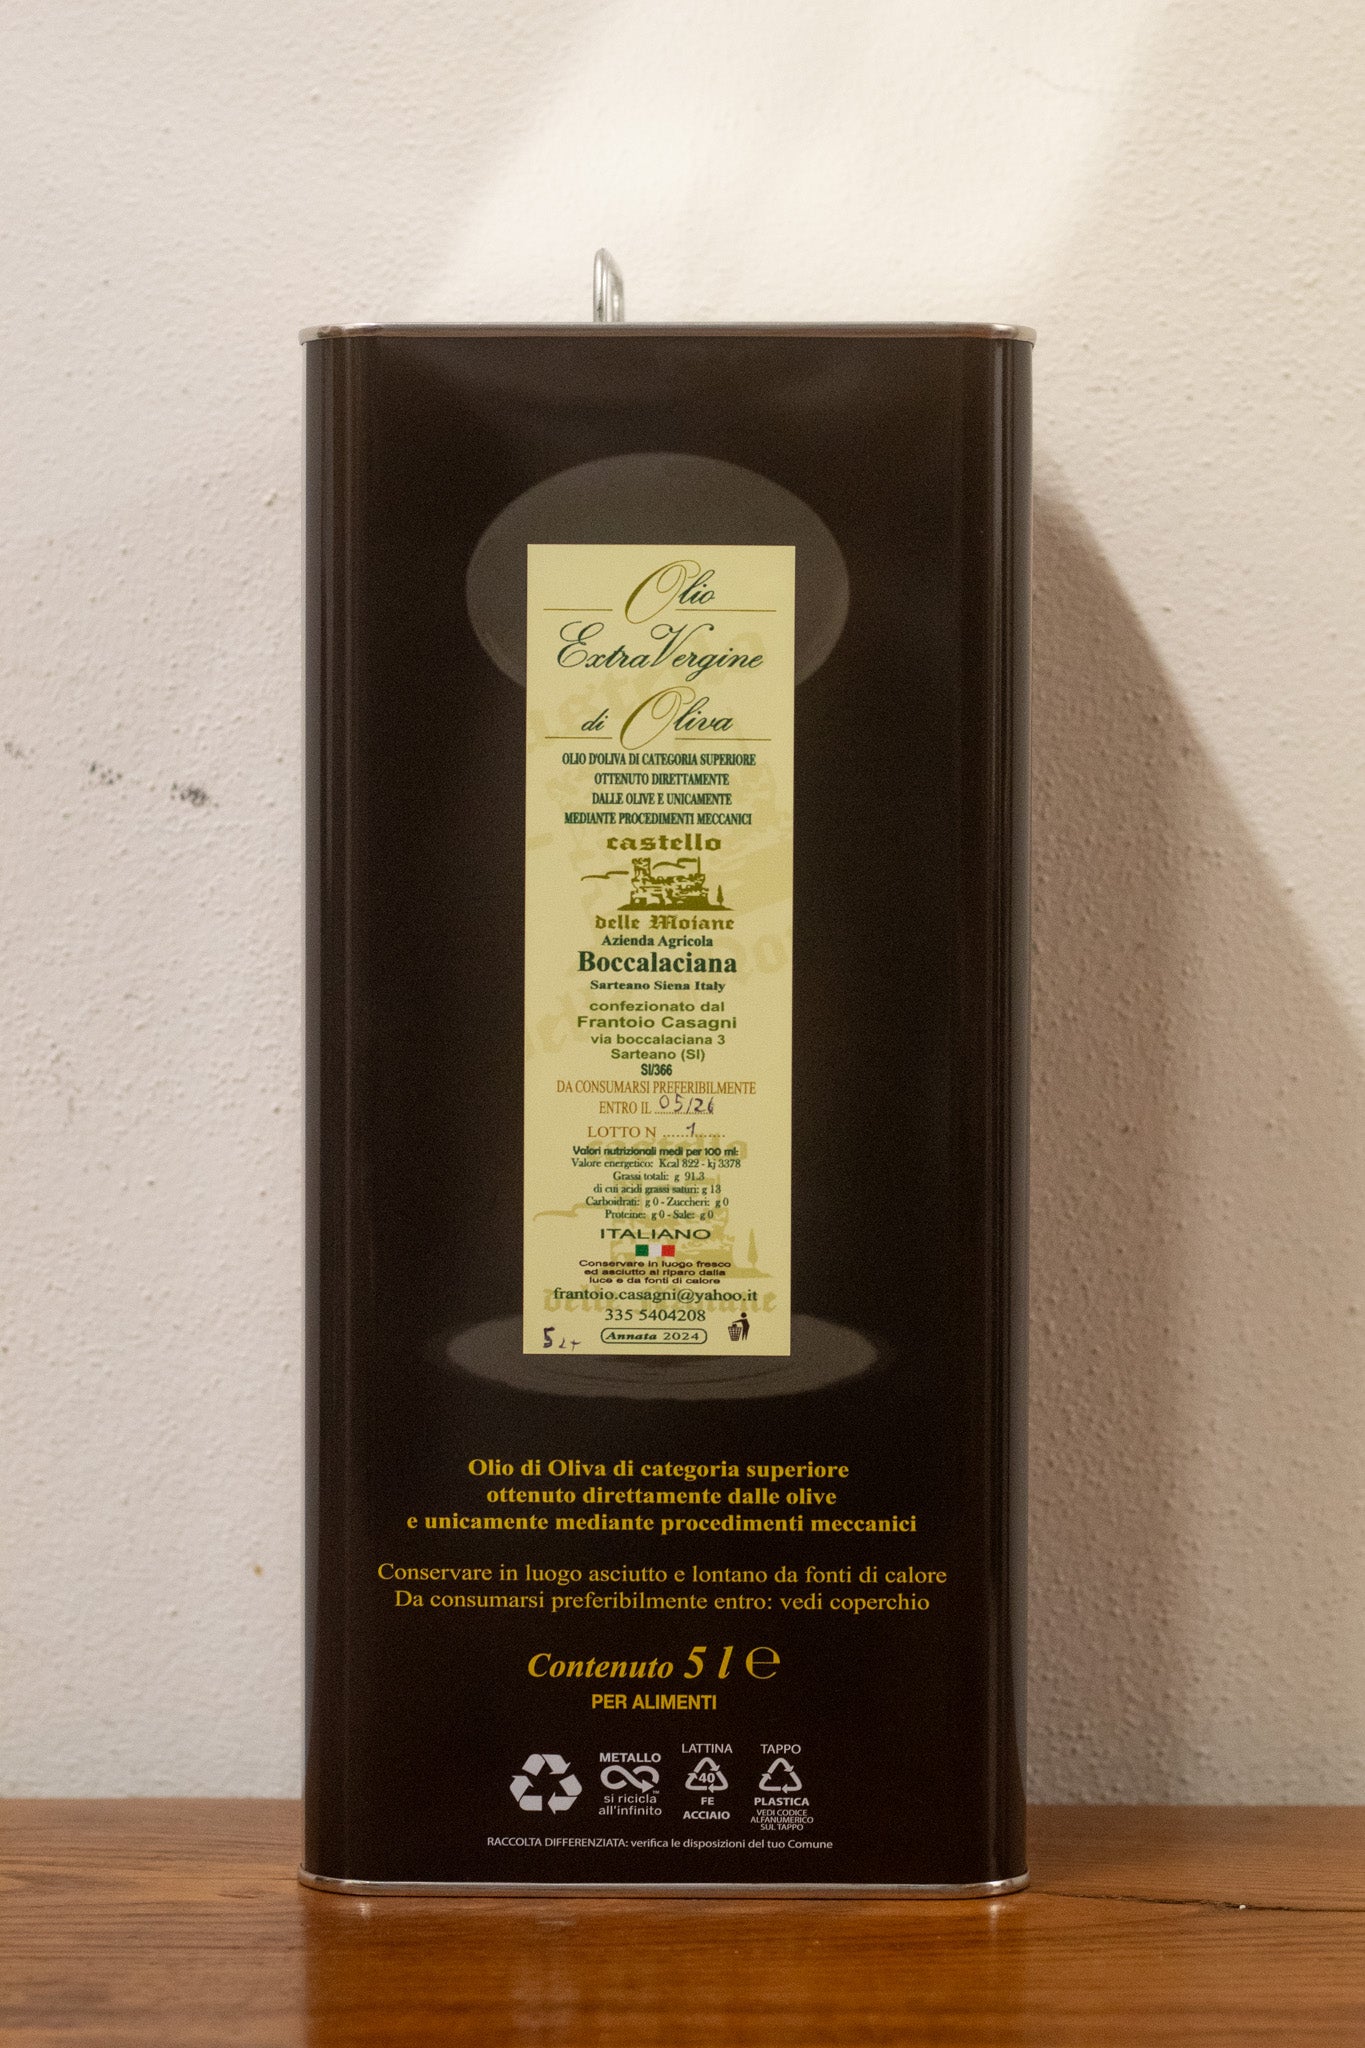 Olio
Extra Vergine
di Oliva
OLIO D'OLIVA DI CATEGORIA SUPERIORE
OTTENUTO DIRETTAMENTE
DALLE OLIVE E UNICAMENTE
MEDIANTE PROCEDIMENTI MECCANICI
castello
delle Moiane
Azienda Agricola
Boccalaciana
Sarteano Siena Italy
confezionato dal
Frantoio Casagni
via boccalaciana 3
Sarteano (SI)
SI/366
DA CONSUMARSI PREFERIBILMENTE
ENTRO IL 05/26
LOTTO N ......1.......
Valori nutrizionali medi per 100 ml:
Valore energetico: Kcal 822 - kj 3378
Grassi totali: g 91.3
di cui acidi grassi saturi: g 13
Carboidrati: g 0 - Zuccheri: g 0
Proteine: g 0 - Sale: g 0
ITALIANO
Conservare in luogo fresco
ed asciutto al riparo dalla
luce e da fonti di calore
frantoio.casagni@yahoo.it
335 5404208
5 Lt Annata 2024
Olio di Oliva di categoria superiore
ottenuto direttamente dalle olive
e unicamente mediante procedimenti meccanici
Conservare in luogo asciutto e lontano da fonti di calore
Da consumarsi preferibilmente entro: vedi coperchio
Contenuto 5 l ℮
PER ALIMENTI
METALLO
si ricicla
all'infinito
LATTINA
40
FE
ACCIAIO
TAPPO
PLASTICA
VEDI CODICE
ALFANUMERICO
SUL TAPPO
RACCOLTA DIFFERENZIATA: verifica le disposizioni del tuo Comune